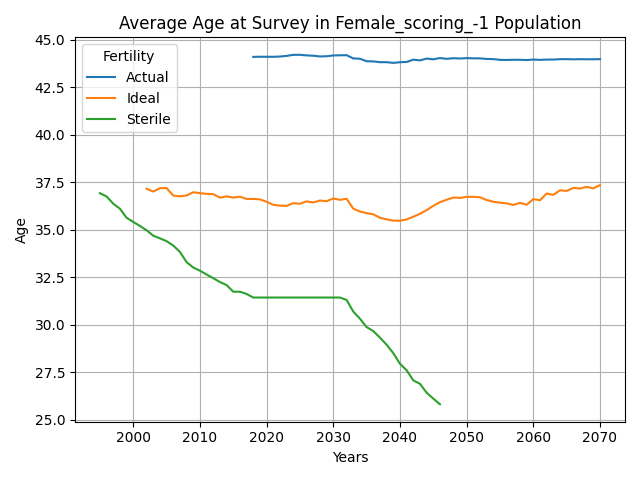 Average Age at Survey in Female_scoring_-1 Population
Fertility
Actual
Ideal
Sterile
Age
45.0
42.5
40.0
37.5
35.0
32.5
30.0
27.5
25.0
2000 2010 2020 2030 2040 2050 2060 2070
Years